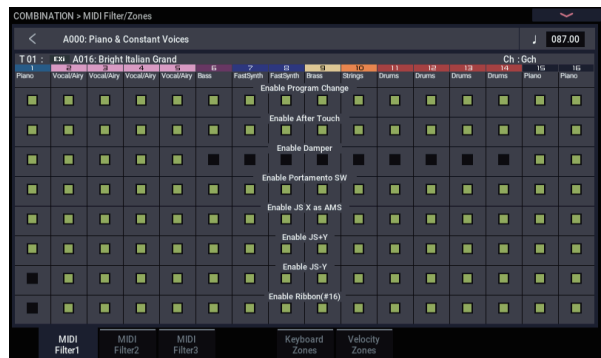 COMBINATION > MIDI Filter/Zones
A000: Piano & Constant Voices
♩ 087.00
T 01 : EXi A016: Bright Italian Grand Ch :Gch
1 2 3 4 5 6 7 8 9 10 11 12 13 14 15 16
Piano Vocal/Airy Vocal/Airy Vocal/Airy Vocal/Airy Bass FastSynth FastSynth Brass Strings Drums Drums Drums Drums Piano Piano
Enable Program Change
Enable After Touch
Enable Damper
Enable Portamento SW
Enable JS X as AMS
Enable JS+Y
Enable JS-Y
Enable Ribbon(#16)
MIDI Filter1 MIDI Filter2 MIDI Filter3 Keyboard Zones Velocity Zones